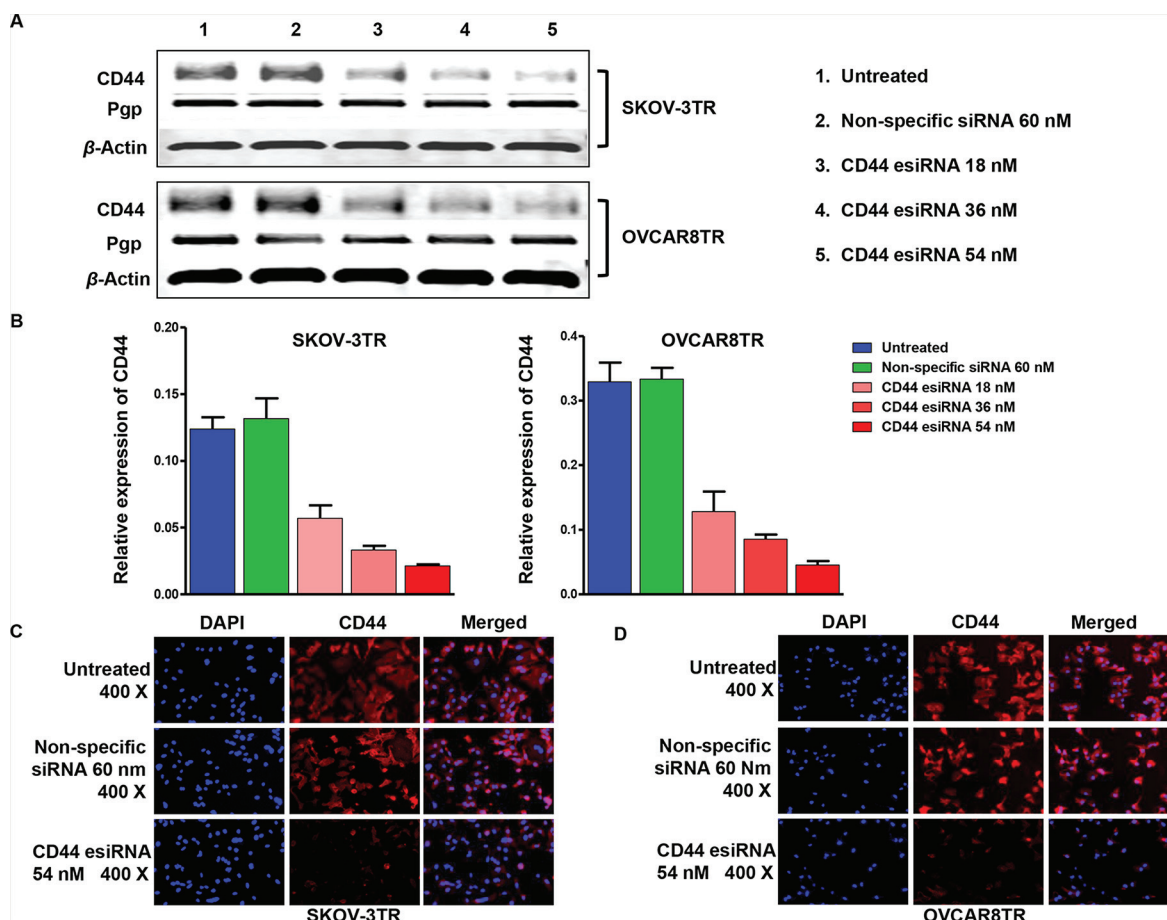 A
1 2 3 4 5
CD44
Pgp
β-Actin
SKOV-3TR
CD44
Pgp
β-Actin
OVCAR8TR
1. Untreated
2. Non-specific siRNA 60 nM
3. CD44 esiRNA 18 nM
4. CD44 esiRNA 36 nM
5. CD44 esiRNA 54 nM
B
SKOV-3TR
Relative expression of CD44
0.20
0.15
0.10
0.05
0.00
OVCAR8TR
Relative expression of CD44
0.4
0.3
0.2
0.1
0.0
Untreated
Non-specific siRNA 60 nM
CD44 esiRNA 18 nM
CD44 esiRNA 36 nM
CD44 esiRNA 54 nM
C
DAPI CD44 Merged
Untreated
400 X
Non-specific
siRNA 60 nm
400 X
CD44 esiRNA
54 nM 400 X
SKOV-3TR
D
DAPI CD44 Merged
Untreated
400 X
Non-specific
siRNA 60 Nm
400 X
CD44 esiRNA
54 nM 400 X
OVCAR8TR